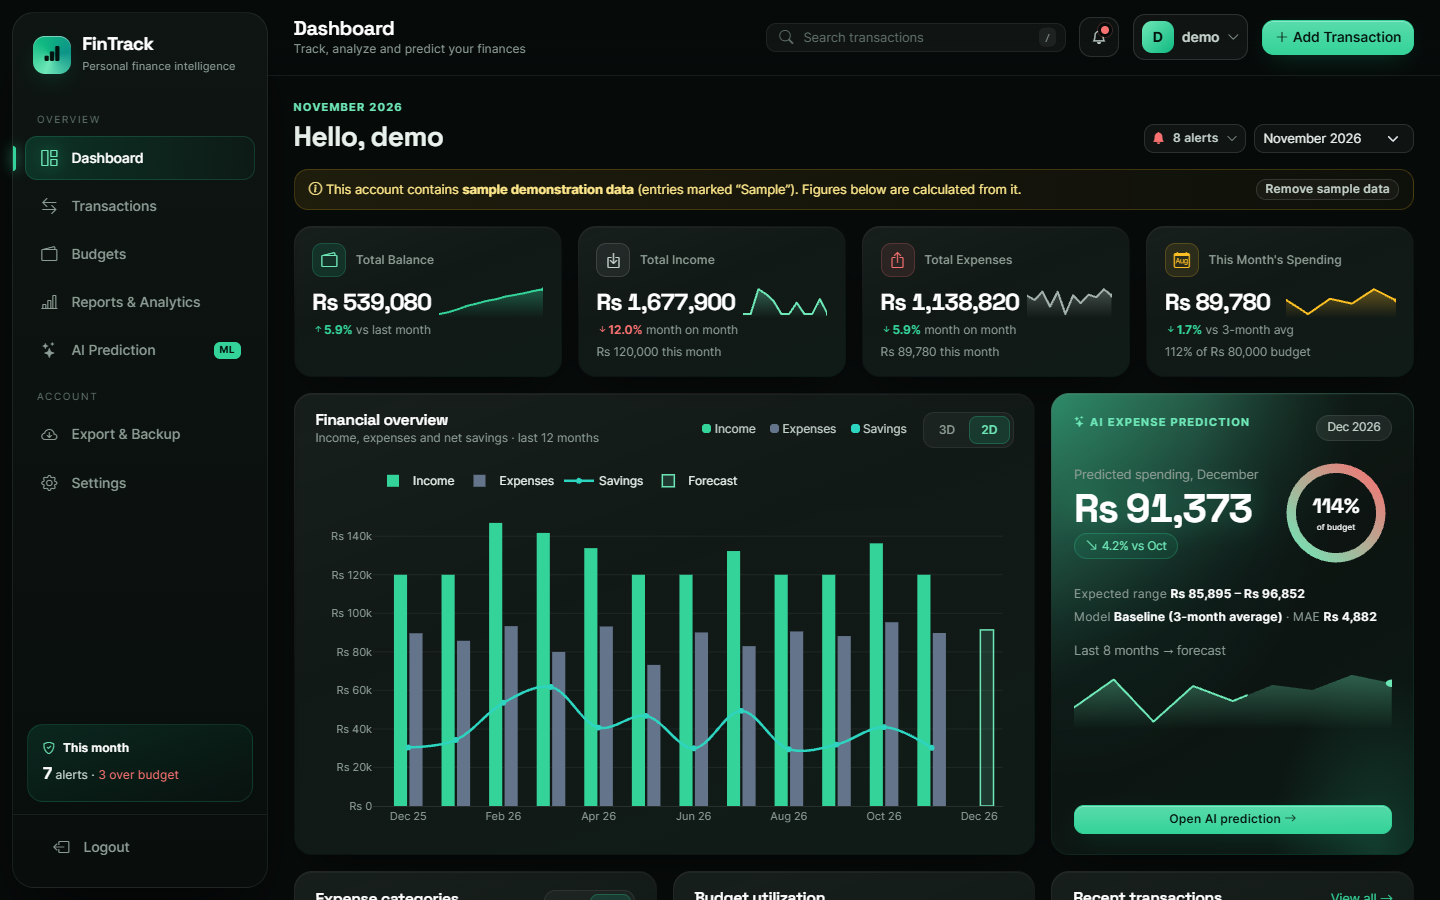 FinTrack
Personal finance intelligence
OVERVIEW
Dashboard
Transactions
Budgets
Reports & Analytics
AI Prediction
ML
ACCOUNT
Export & Backup
Settings
This month
7 alerts · 3 over budget
Logout
Dashboard
Track, analyze and predict your finances
Search transactions
/
D
demo
+ Add Transaction
NOVEMBER 2026
Hello, demo
8 alerts
November 2026
This account contains sample demonstration data (entries marked “Sample”). Figures below are calculated from it.
Remove sample data
Total Balance
Rs 539,080
↑ 5.9% vs last month
Total Income
Rs 1,677,900
↓ 12.0% month on month
Rs 120,000 this month
Total Expenses
Rs 1,138,820
↓ 5.9% month on month
Rs 89,780 this month
Aug
This Month's Spending
Rs 89,780
↓ 1.7% vs 3-month avg
112% of Rs 80,000 budget
Financial overview
Income, expenses and net savings · last 12 months
Income
Expenses
Savings
3D
2D
Income
Expenses
Savings
Forecast
Rs 140k
Rs 120k
Rs 100k
Rs 80k
Rs 60k
Rs 40k
Rs 20k
Rs 0
Dec 25
Feb 26
Apr 26
Jun 26
Aug 26
Oct 26
Dec 26
AI EXPENSE PREDICTION
Dec 2026
Predicted spending, December
Rs 91,373
↘ 4.2% vs Oct
114%
of budget
Expected range Rs 85,895 – Rs 96,852
Model Baseline (3-month average) · MAE Rs 4,882
Last 8 months → forecast
Open AI prediction →
Expense categories
Budget utilization
Recent transactions
View all →